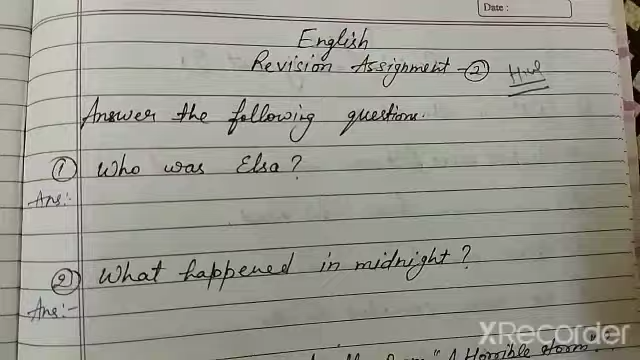 Date :
English
Revision Assignment - ② H.W
Answer the following questions.
① Who was Elsa?
Ans:-
② What happened in midnight?
Ans:-
"A Horrible storm".
XRecorder